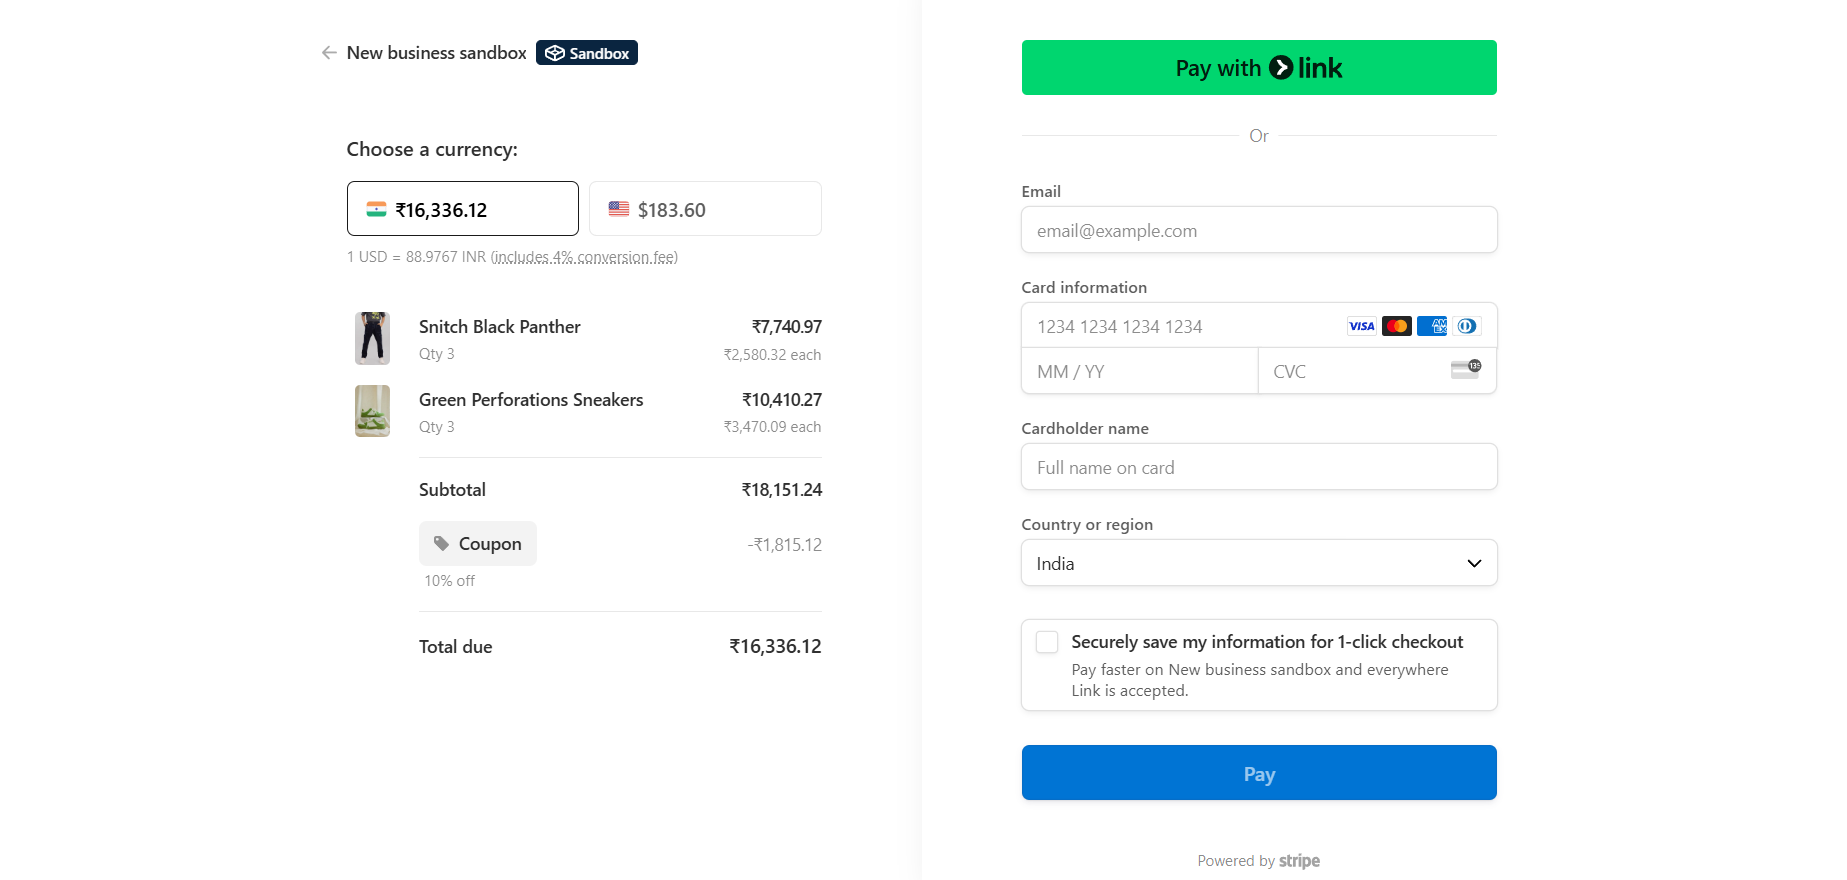 New business sandbox Sandbox
Choose a currency:
₹16,336.12 $183.60
1 USD = 88.9767 INR (includes 4% conversion fee)
Snitch Black Panther ₹7,740.97
Qty 3 ₹2,580.32 each
Green Perforations Sneakers ₹10,410.27
Qty 3 ₹3,470.09 each
Subtotal ₹18,151.24
Coupon -₹1,815.12
10% off
Total due ₹16,336.12
Pay with link
Or
Email
email@example.com
Card information
1234 1234 1234 1234 VISA AMEX
MM / YY CVC 135
Cardholder name
Full name on card
Country or region
India
Securely save my information for 1-click checkout
Pay faster on New business sandbox and everywhere
Link is accepted.
Pay
Powered by stripe